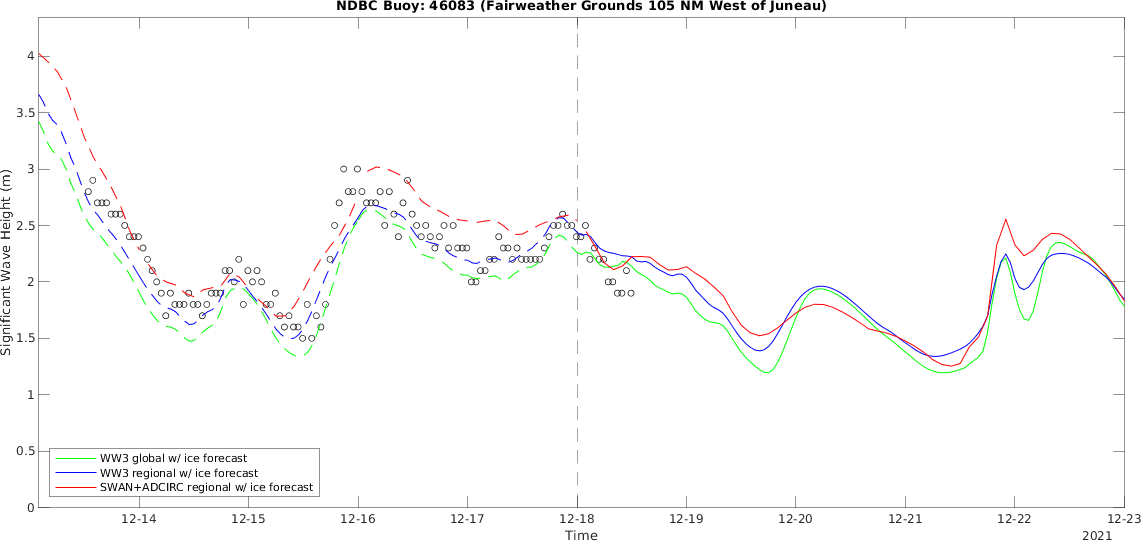 NDBC Buoy: 46083 (Fairweather Grounds 105 NM West of Juneau)
Significant Wave Height (m)
4
3.5
3
2.5
2
1.5
1
0.5
0
WW3 global w/ ice forecast
WW3 regional w/ ice forecast
SWAN+ADCIRC regional w/ ice forecast
12-14 12-15 12-16 12-17 12-18 12-19 12-20 12-21 12-22 12-23
Time
2021